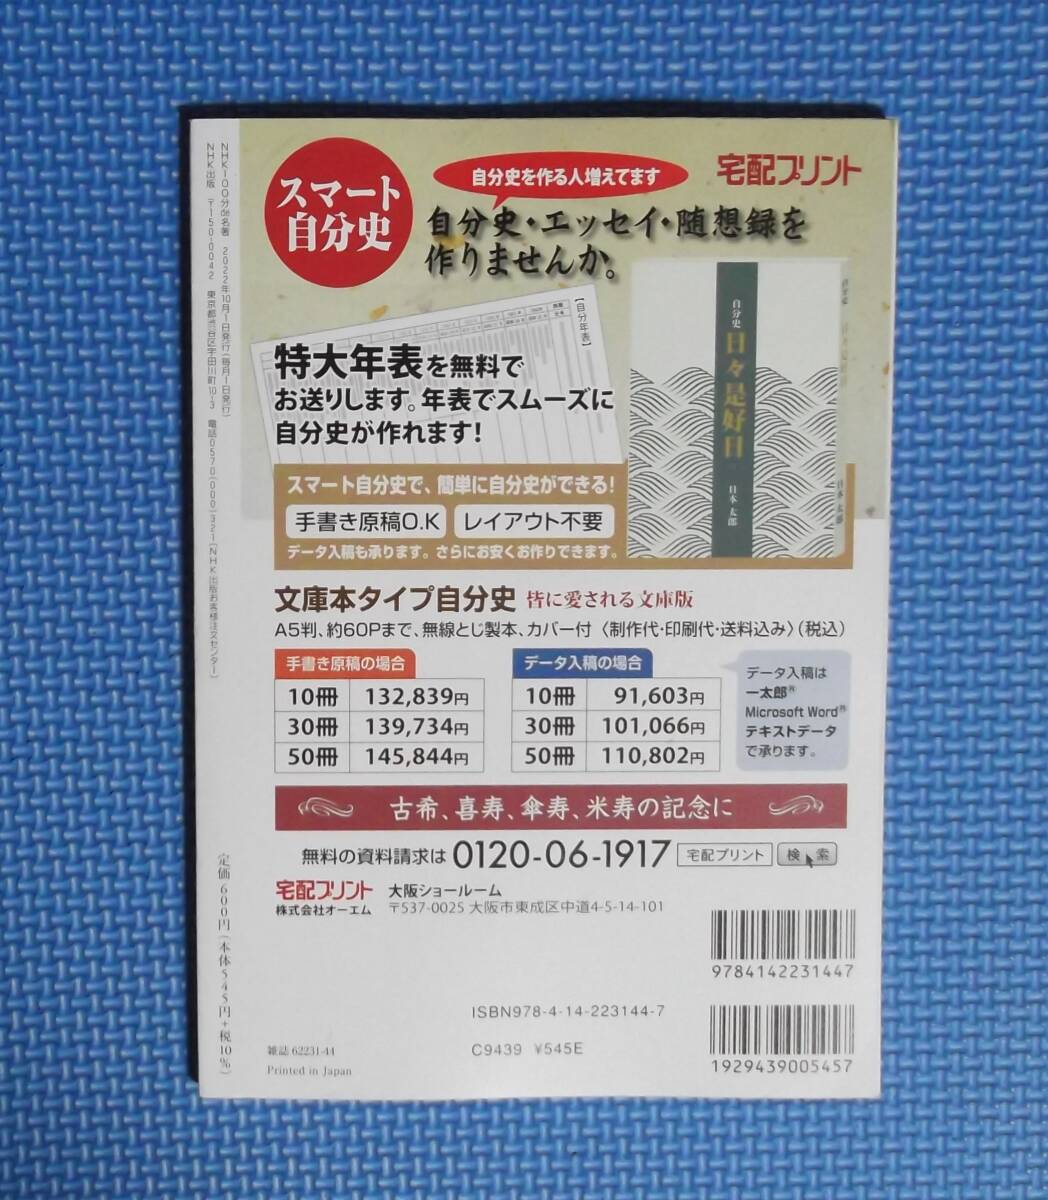 NHK100分de名著 2022年10月1日発行(毎月1日発行)
NHK出版 〒150-0042 東京都渋谷区宇田川町10-3 電話0570(000)321[NHK出版お客様注文センター]
定価600円(本体545円+税10%)
スマート
自分史
自分史を作る人増えてます
宅配プリント
自分史・エッセイ・随想録を
作りませんか。
【自分年表】
特大年表を無料で
お送りします。年表でスムーズに
自分史が作れます!
自分史
日々是好日
日本 太郎
スマート自分史で、簡単に自分史ができる!
手書き原稿O.K
レイアウト不要
データ入稿も承ります。さらにお安くお作りできます。
文庫本タイプ自分史 皆に愛される文庫版
A5判、約60Pまで、無線とじ製本、カバー付〈制作代・印刷代・送料込み〉(税込)
手書き原稿の場合
10冊 132,839円
30冊 139,734円
50冊 145,844円
データ入稿の場合
10冊 91,603円
30冊 101,066円
50冊 110,802円
データ入稿は
一太郎®
Microsoft Word®
テキストデータ
で承ります。
古希、喜寿、傘寿、米寿の記念に
無料の資料請求は 0120-06-1917 宅配プリント 検索
宅配プリント 大阪ショールーム
株式会社オーエム 〒537-0025 大阪市東成区中道4-5-14-101
9784142231447
ISBN978-4-14-223144-7
C9439 ¥545E
1929439005457
雑誌 62231-44
Printed in Japan